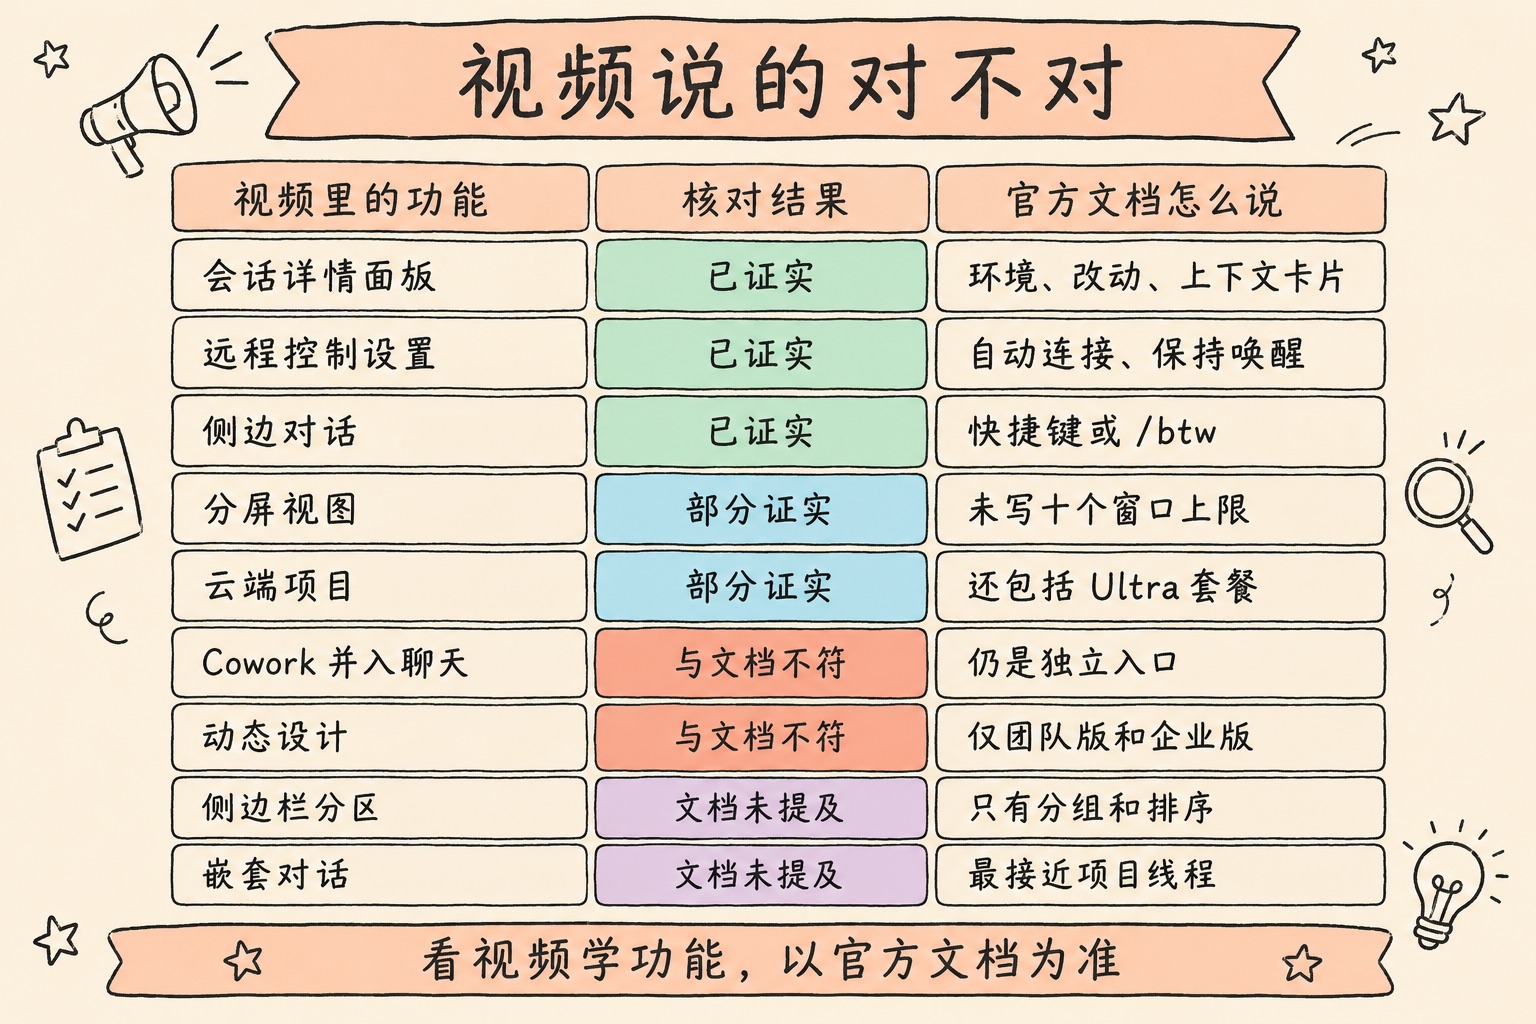 视频说的对不对
视频里的功能 核对结果 官方文档怎么说
会话详情面板 已证实 环境、改动、上下文卡片
远程控制设置 已证实 自动连接、保持唤醒
侧边对话 已证实 快捷键或 /btw
分屏视图 部分证实 未写十个窗口上限
云端项目 部分证实 还包括 Ultra 套餐
Cowork 并入聊天 与文档不符 仍是独立入口
动态设计 与文档不符 仅团队版和企业版
侧边栏分区 文档未提及 只有分组和排序
嵌套对话 文档未提及 最接近项目线程
看视频学功能，以官方文档为准